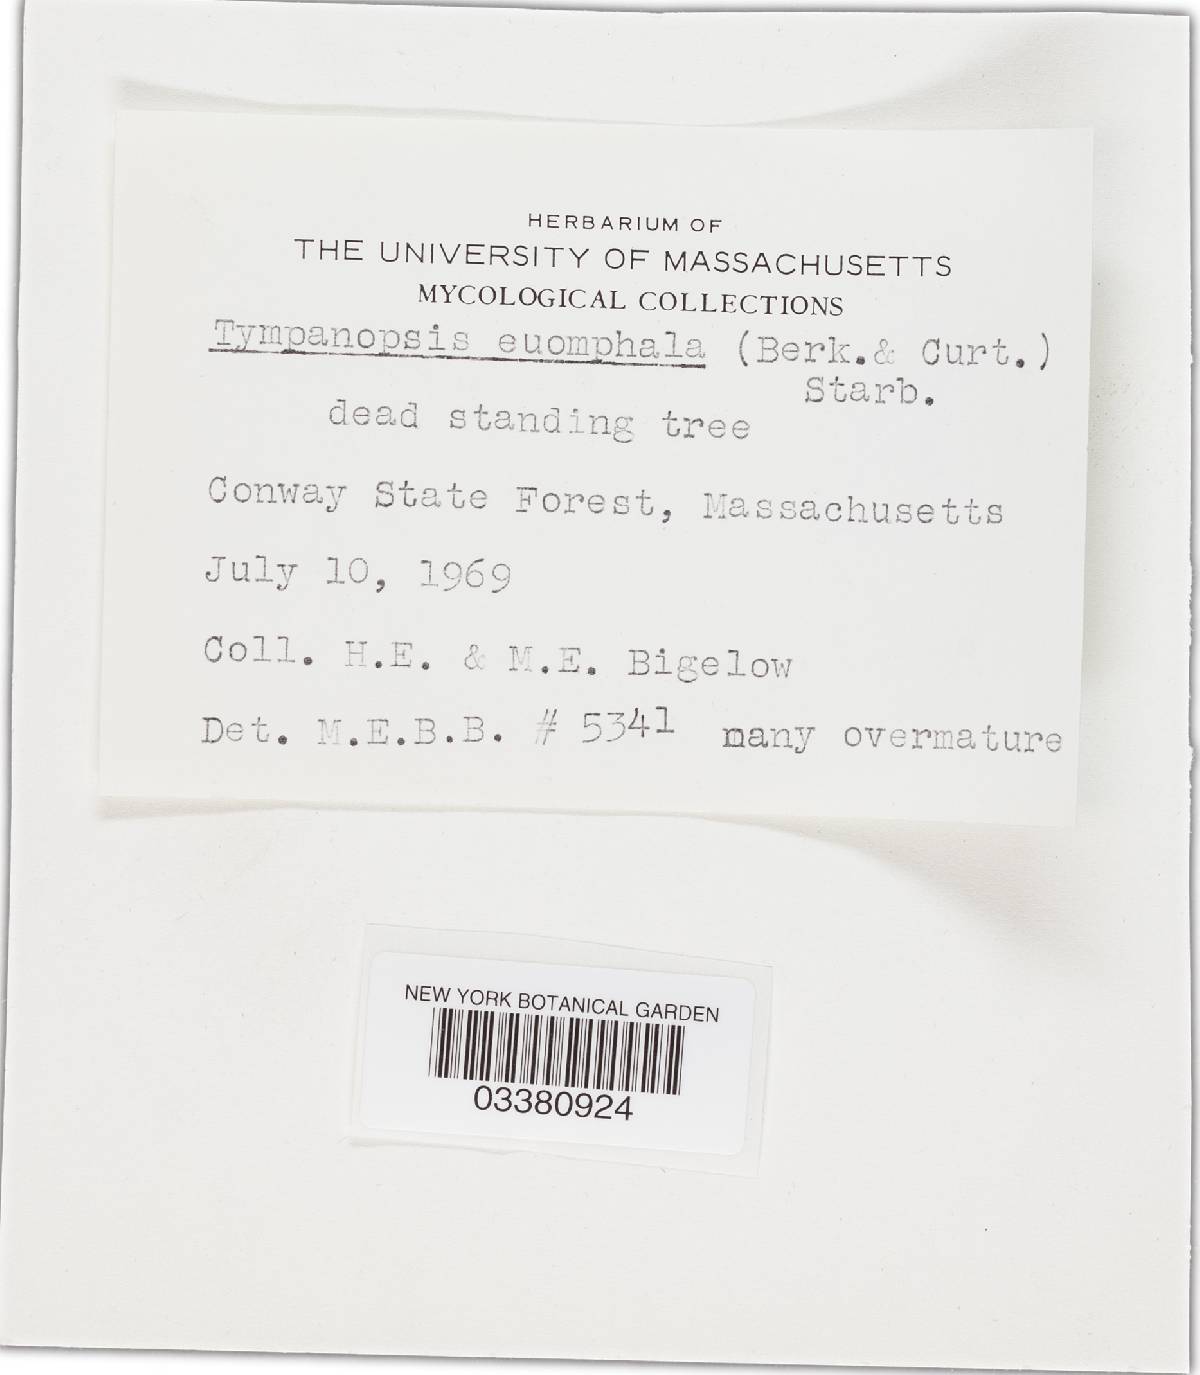 HERBARIUM OF
THE UNIVERSITY OF MASSACHUSETTS
MYCOLOGICAL COLLECTIONS
Tympanopsis euomphala (Berk.& Curt.)
Starb.
dead standing tree
Conway State Forest, Massachusetts
July 10, 1969
Coll. H.E. & M.E. Bigelow
Det. M.E.B.B. # 5341 many overmature
NEW YORK BOTANICAL GARDEN
03380924